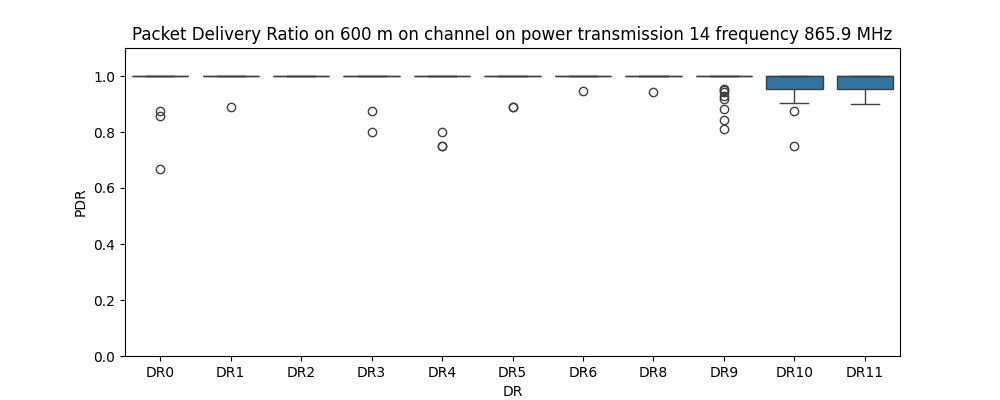 Packet Delivery Ratio on 600 m on channel on power transmission 14 frequency 865.9 MHz
1.0
0.8
0.6
0.4
0.2
0.0
PDR
DR0 DR1 DR2 DR3 DR4 DR5 DR6 DR8 DR9 DR10 DR11
DR